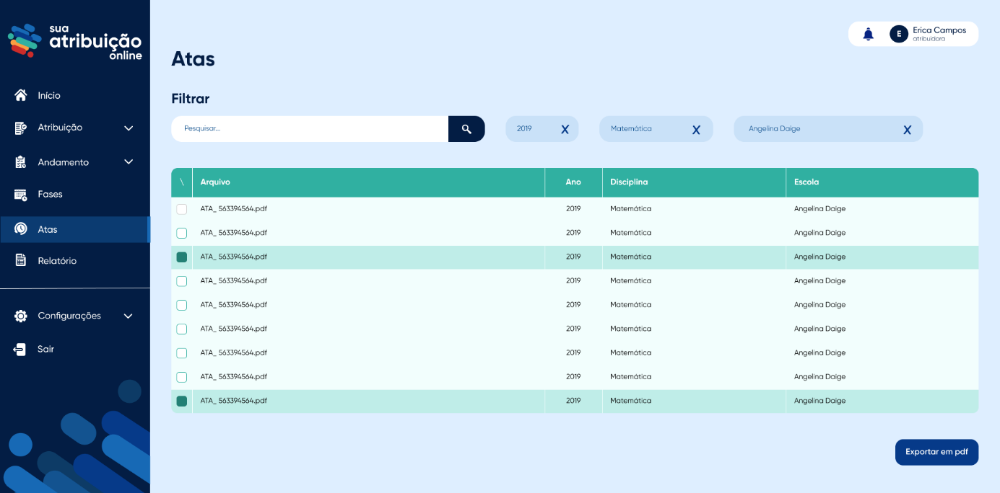 sua
atribuição
online
Início
Atribuição
Andamento
Fases
Atas
Relatório
Configurações
Sair
E
Erica Campos
atribuidora
Atas
Filtrar
Pesquisar...
2019 X
Matemática X
Angelina Daige X
\ Arquivo Ano Disciplina Escola
ATA_ 563394564.pdf 2019 Matemática Angelina Daige
ATA_ 563394564.pdf 2019 Matemática Angelina Daige
ATA_ 563394564.pdf 2019 Matemática Angelina Daige
ATA_ 563394564.pdf 2019 Matemática Angelina Daige
ATA_ 563394564.pdf 2019 Matemática Angelina Daige
ATA_ 563394564.pdf 2019 Matemática Angelina Daige
ATA_ 563394564.pdf 2019 Matemática Angelina Daige
ATA_ 563394564.pdf 2019 Matemática Angelina Daige
ATA_ 563394564.pdf 2019 Matemática Angelina Daige
Exportar em pdf